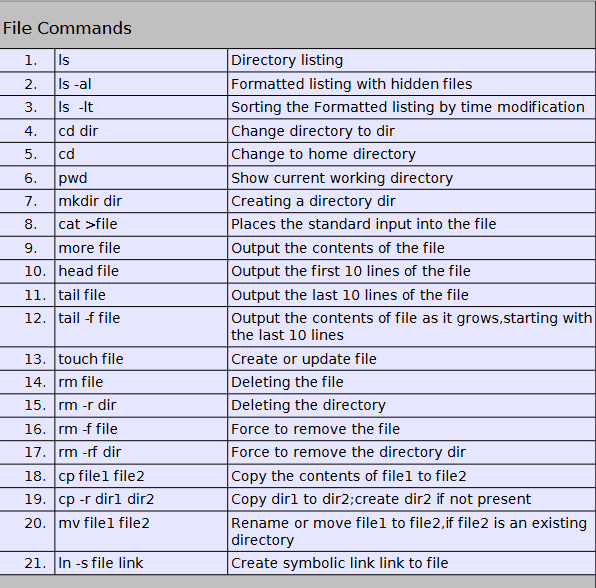 File Commands
1. ls Directory listing
2. ls -al Formatted listing with hidden files
3. ls  -lt Sorting the Formatted listing by time modification
4. cd dir Change directory to dir
5. cd Change to home directory
6. pwd Show current working directory
7. mkdir dir Creating a directory dir
8. cat >file Places the standard input into the file
9. more file Output the contents of the file
10. head file Output the first 10 lines of the file
11. tail file Output the last 10 lines of the file
12. tail -f file Output the contents of file as it grows,starting with
the last 10 lines
13. touch file Create or update file
14. rm file Deleting the file
15. rm -r dir Deleting the directory
16. rm -f file Force to remove the file
17. rm -rf dir Force to remove the directory dir
18. cp file1 file2 Copy the contents of file1 to file2
19. cp -r dir1 dir2 Copy dir1 to dir2;create dir2 if not present
20. mv file1 file2 Rename or move file1 to file2,if file2 is an existing
directory
21. ln -s file link Create symbolic link link to file